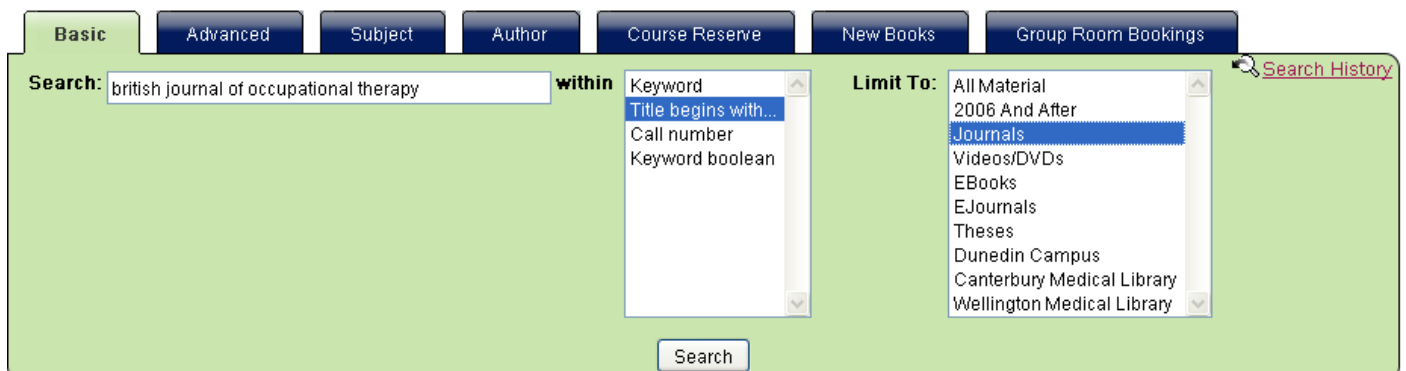 Basic Advanced Subject Author Course Reserve New Books Group Room Bookings
Search History
Search: british journal of occupational therapy within
Keyword
Title begins with...
Call number
Keyword boolean
Limit To:
All Material
2006 And After
Journals
Videos/DVDs
EBooks
EJournals
Theses
Dunedin Campus
Canterbury Medical Library
Wellington Medical Library
Search